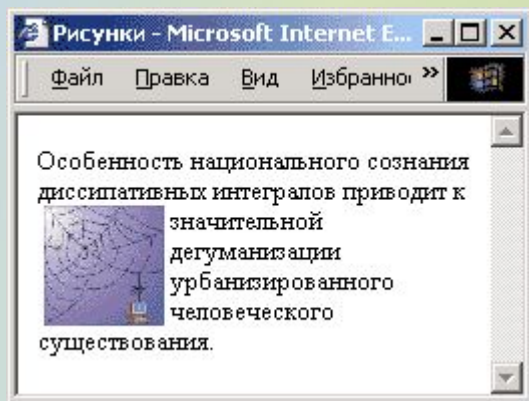 Рисунки - Microsoft Internet E...
Файл Правка Вид Избранно »
Особенность национального сознания
диссипативных интегралов приводит к
значительной
дегуманизации
урбанизированного
человеческого
существования.